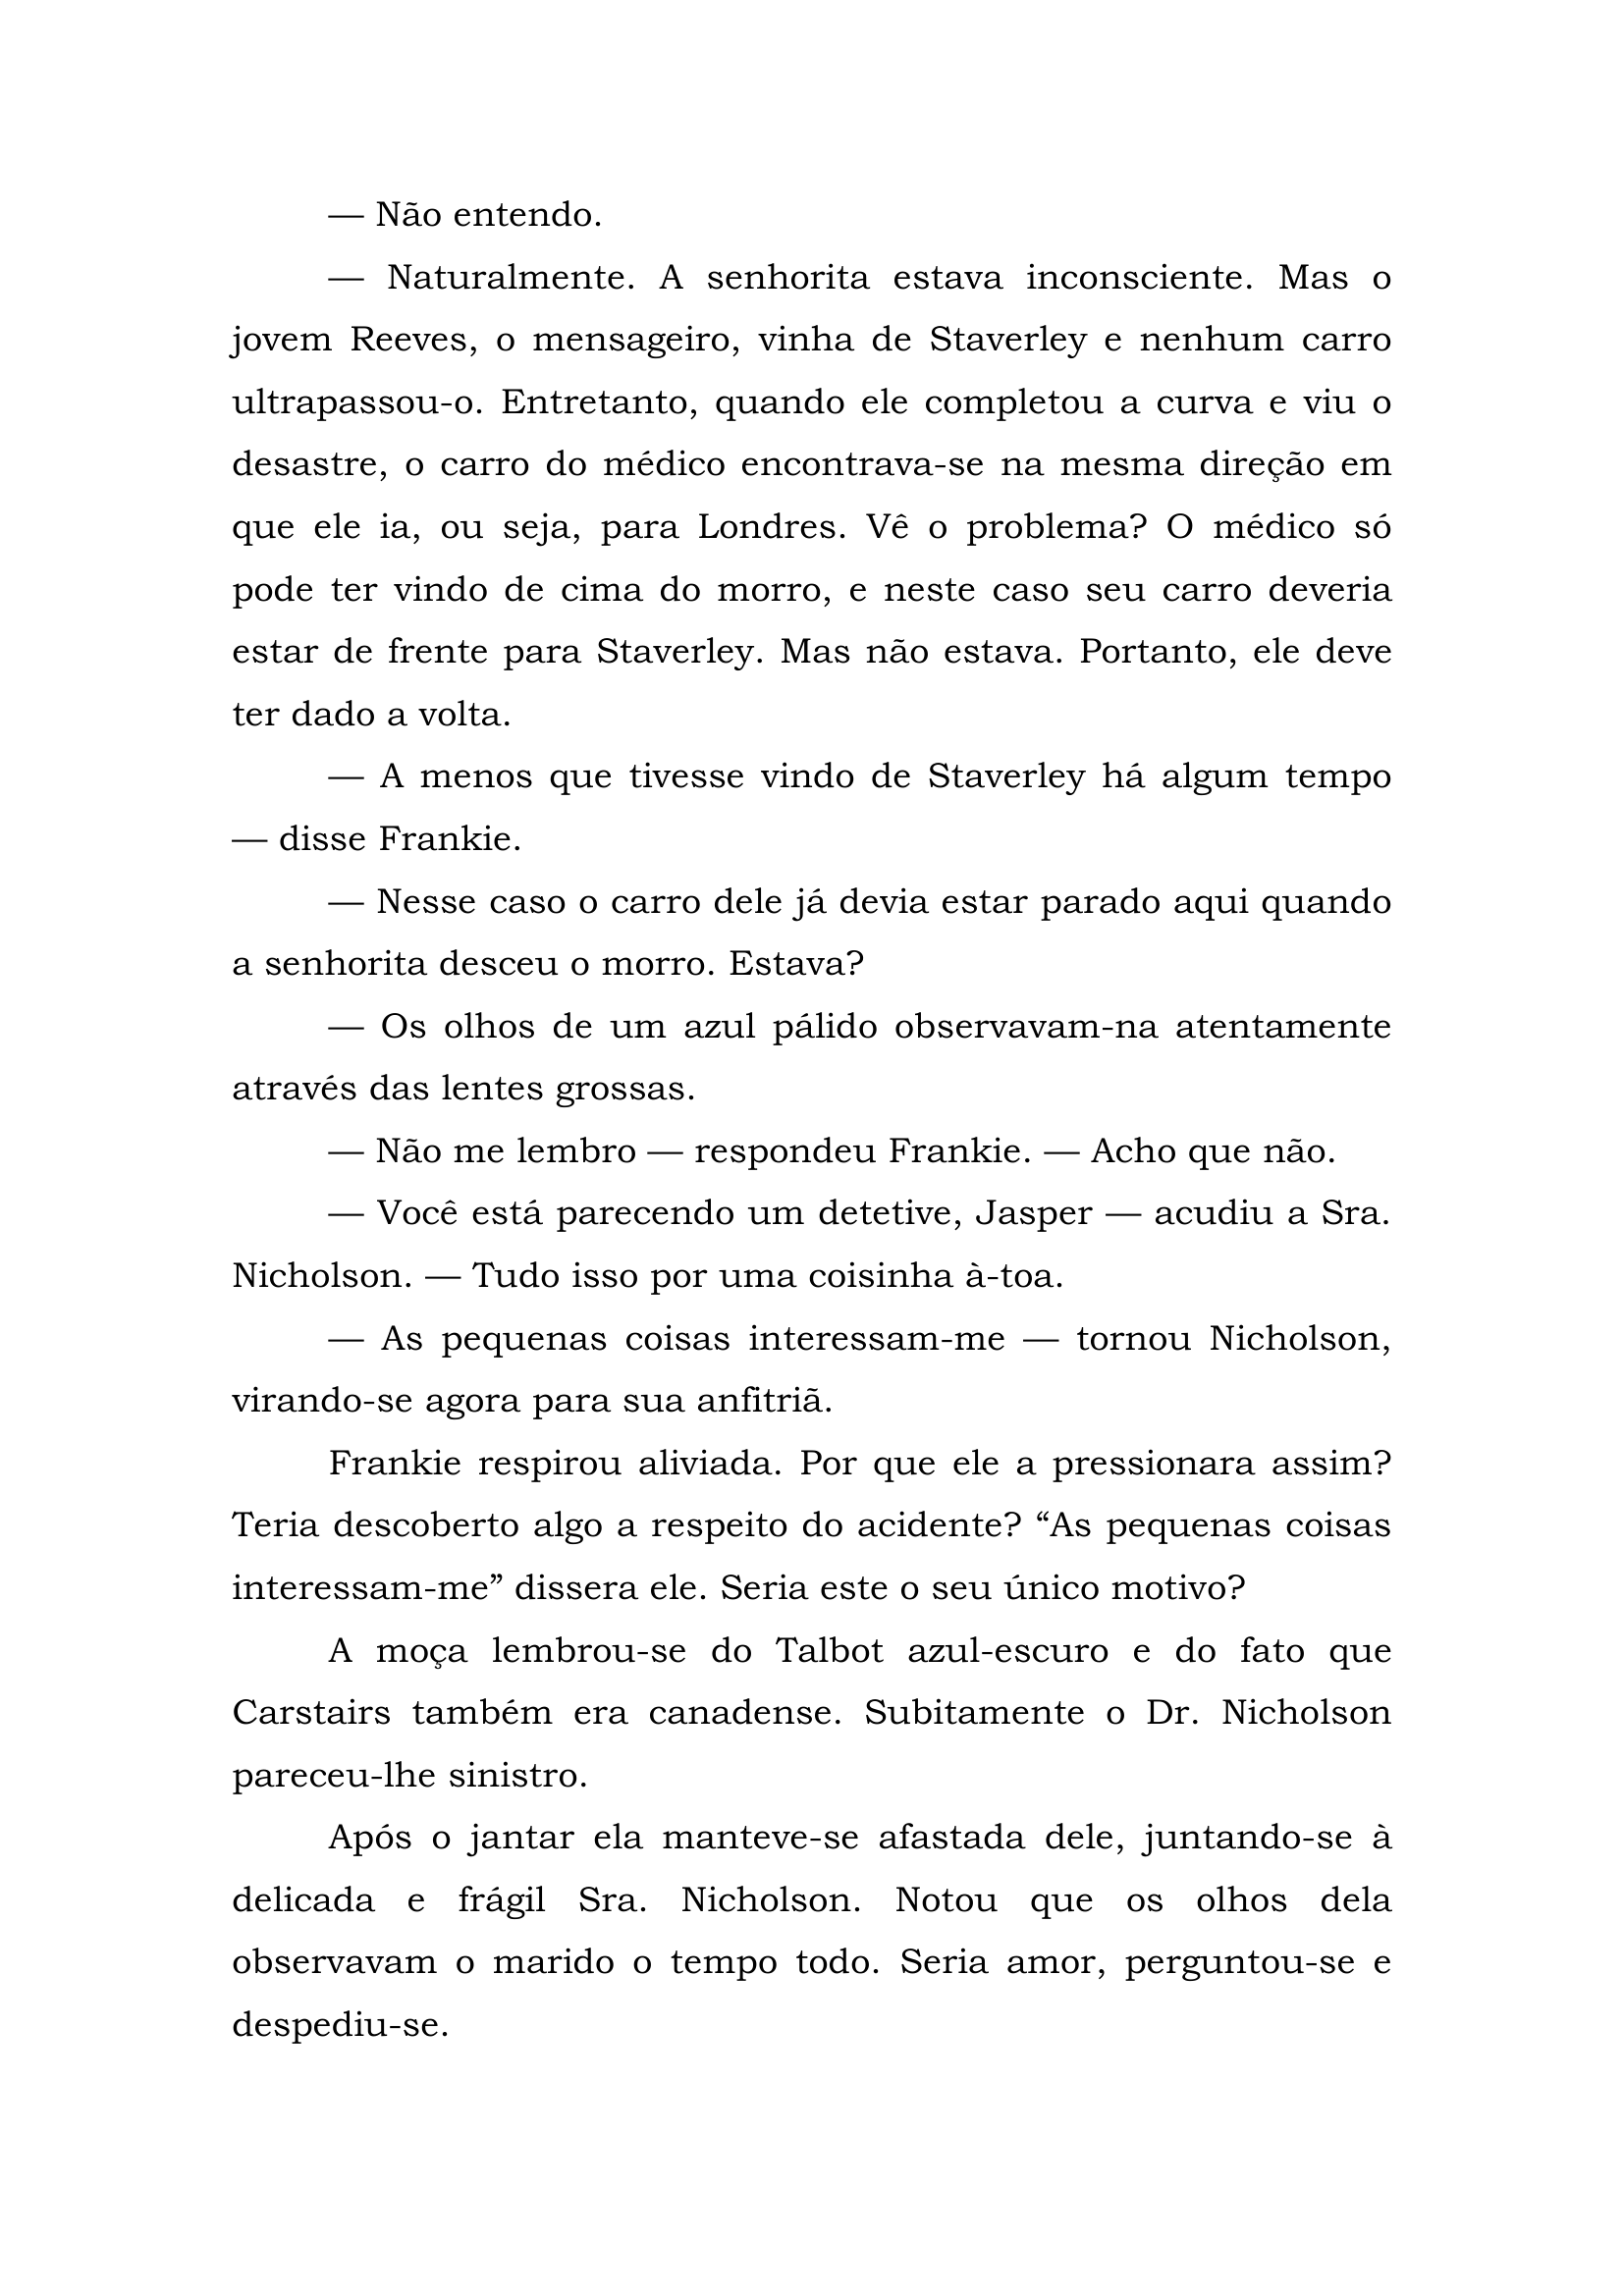 — Não entendo.
— Naturalmente. A senhorita estava inconsciente. Mas o
jovem Reeves, o mensageiro, vinha de Staverley e nenhum carro
ultrapassou-o. Entretanto, quando ele completou a curva e viu o
desastre, o carro do médico encontrava-se na mesma direção em
que ele ia, ou seja, para Londres. Vê o problema? O médico só
pode ter vindo de cima do morro, e neste caso seu carro deveria
estar de frente para Staverley. Mas não estava. Portanto, ele deve
ter dado a volta.
— A menos que tivesse vindo de Staverley há algum tempo
— disse Frankie.
— Nesse caso o carro dele já devia estar parado aqui quando
a senhorita desceu o morro. Estava?
— Os olhos de um azul pálido observavam-na atentamente
através das lentes grossas.
— Não me lembro — respondeu Frankie. — Acho que não.
— Você está parecendo um detetive, Jasper — acudiu a Sra.
Nicholson. — Tudo isso por uma coisinha à-toa.
— As pequenas coisas interessam-me — tornou Nicholson,
virando-se agora para sua anfitriã.
Frankie respirou aliviada. Por que ele a pressionara assim?
Teria descoberto algo a respeito do acidente? “As pequenas coisas
interessam-me” dissera ele. Seria este o seu único motivo?
A moça lembrou-se do Talbot azul-escuro e do fato que
Carstairs também era canadense. Subitamente o Dr. Nicholson
pareceu-lhe sinistro.
Após o jantar ela manteve-se afastada dele, juntando-se à
delicada e frágil Sra. Nicholson. Notou que os olhos dela
observavam o marido o tempo todo. Seria amor, perguntou-se e
despediu-se.